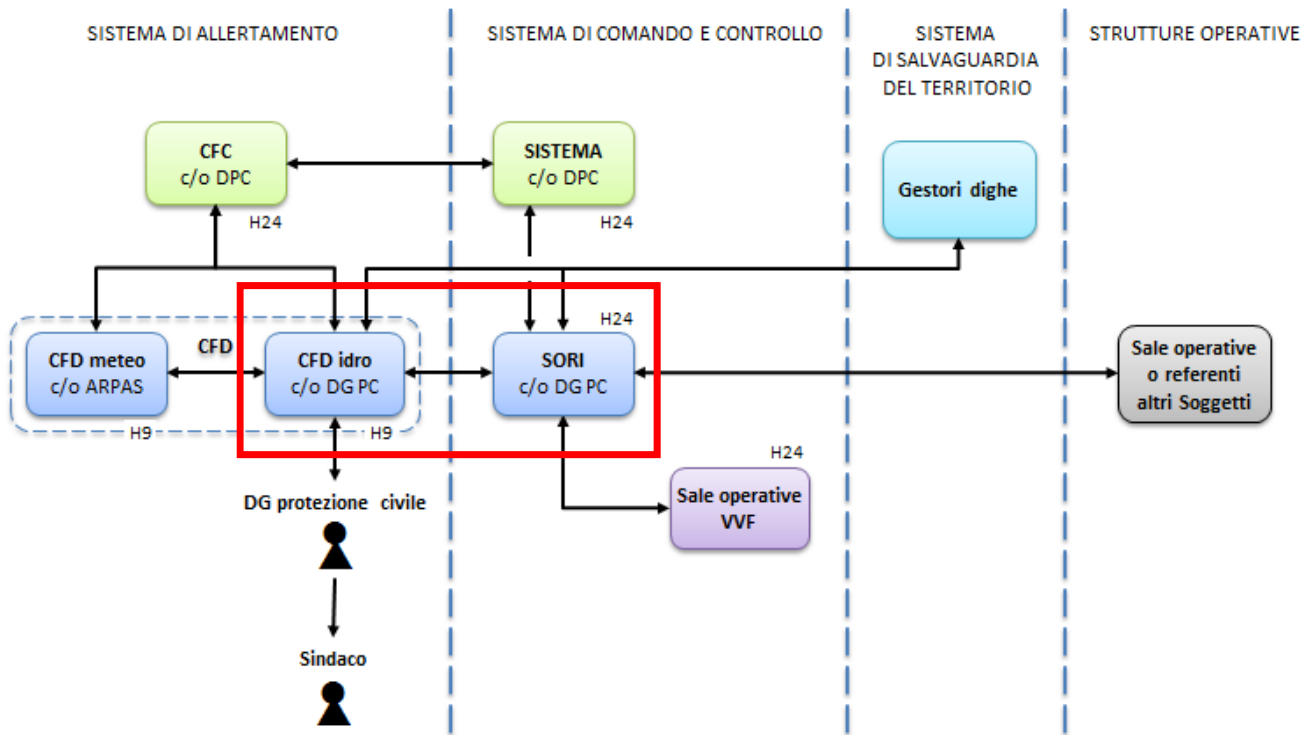 SISTEMA DI ALLERTAMENTO
SISTEMA DI COMANDO E CONTROLLO
SISTEMA
DI SALVAGUARDIA
DEL TERRITORIO
STRUTTURE OPERATIVE
CFC
c/o DPC
H24
SISTEMA
c/o DPC
H24
Gestori dighe
CFD meteo
c/o ARPAS
H9
CFD
CFD idro
c/o DG PC
H9
H24
SORI
c/o DG PC
Sale operative
o referenti
altri Soggetti
H24
Sale operative
VVF
DG protezione civile
Sindaco